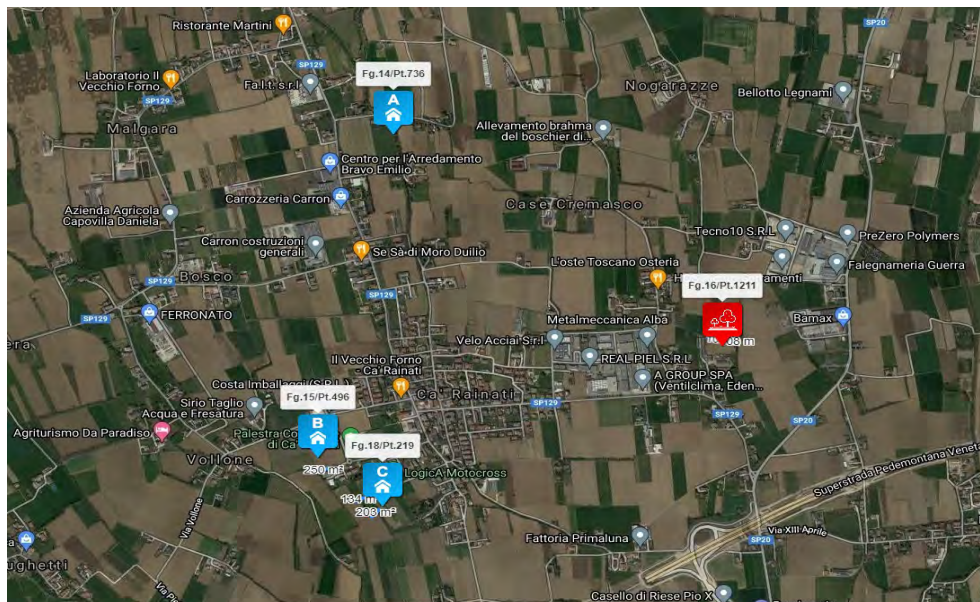 Ristorante Martini
SP20
SP129
Laboratorio Il
Vecchio Forno
Fa.l.t. s.r.l
Fg.14/Pt.736
A
Nogarazze
Bellotto Legnami
SP129
Malgara
Allevamento brahma
del boschier di...
Centro per l'Arredamento
Bravo Emilio
Carrozzeria Carron
Case Cremasco
Azienda Agricola
Capovilla Daniela
Tecno10 S.R.L
PreZero Polymers
Carron costruzioni
generali
Se Sa di Moro Duilio
L'oste Toscano Osteria
Falegnameria Guerra
Bosco
SP129
SP129
Fg.16/Pt.1211
FERRONATO
Metalmeccanica Alba
Bamax
SP129
Velo Acciai S.r.l
Il Vecchio Forno
- Ca' Rainati
REAL PIEL S.R.L
A GROUP SPA
(Ventilclima, Eden...
Costa Imballaggi (S.R.L.)
Fg.15/Pt.496
Ca' Rainati
SP129
SP129
Sirio Taglio
Acqua e Fresatura
B
SP20
Agriturismo Da Paradiso
Fg.18/Pt.219
Vollone
250 m²
C
LogicA Motocross
203 m²
Superstrada Pedemontana Veneta
Via Vollone
Via XIII Aprile
SP20
Fattoria Primaluna
Casello di Riese Pio X